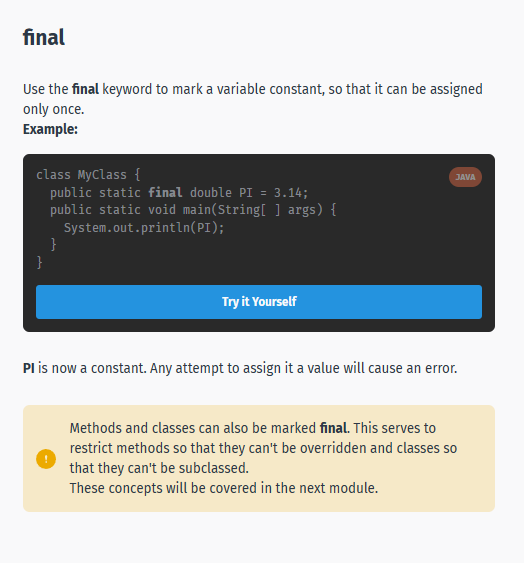 final
Use the final keyword to mark a variable constant, so that it can be assigned
only once.
Example:
class MyClass {
JAVA
public static final double PI = 3.14;
public static void main(String[ ] args) {
System.out.println(PI);
}
}
Try it Yourself
PI is now a constant. Any attempt to assign it a value will cause an error.
Methods and classes can also be marked final. This serves to
restrict methods so that they can't be overridden and classes so
that they can't be subclassed.
These concepts will be covered in the next module.